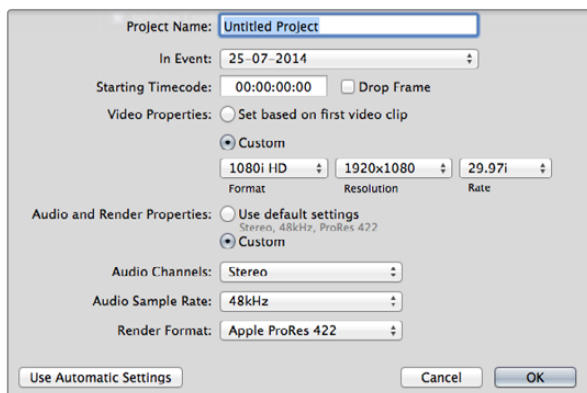 Project Name: Untitled Project
In Event: 25-07-2014
Starting Timecode: 00:00:00:00 Drop Frame
Video Properties: Set based on first video clip
Custom
1080i HD 1920x1080 29.97i
Format Resolution Rate
Audio and Render Properties: Use default settings
Stereo, 48kHz, ProRes 422
Custom
Audio Channels: Stereo
Audio Sample Rate: 48kHz
Render Format: Apple ProRes 422
Use Automatic Settings Cancel OK